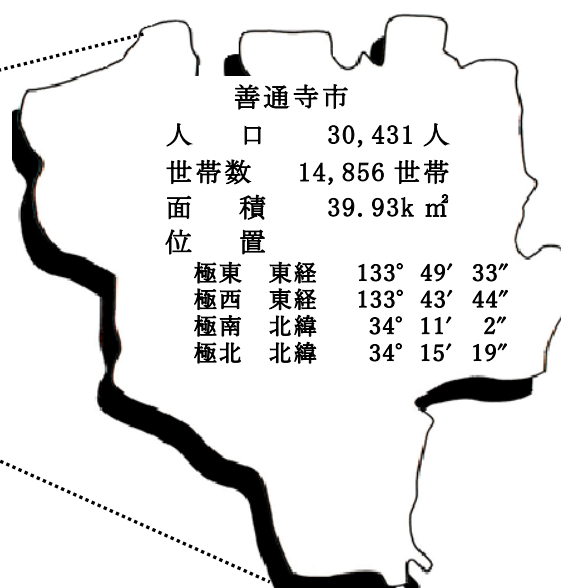 善通寺市
人　口　30,431 人
世帯数　14,856 世帯
面　積　39.93k ㎡
位　置
極東　東経　133° 49′ 33″
極西　東経　133° 43′ 44″
極南　北緯　34° 11′ 2″
極北　北緯　34° 15′ 19″